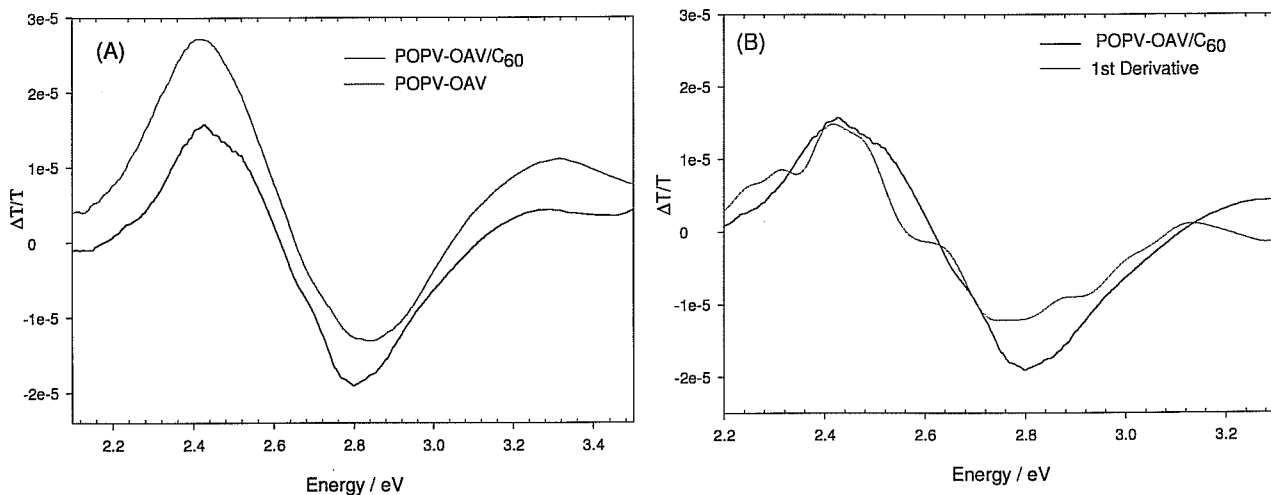 (A)
POPV-OAV/C60
POPV-OAV
3e-5
2e-5
1e-5
0
-1e-5
-2e-5
ΔT/T
2.2 2.4 2.6 2.8 3.0 3.2 3.4
Energy / eV
(B)
POPV-OAV/C60
1st Derivative
3e-5
2e-5
1e-5
0
-1e-5
-2e-5
ΔT/T
2.2 2.4 2.6 2.8 3.0 3.2
Energy / eV